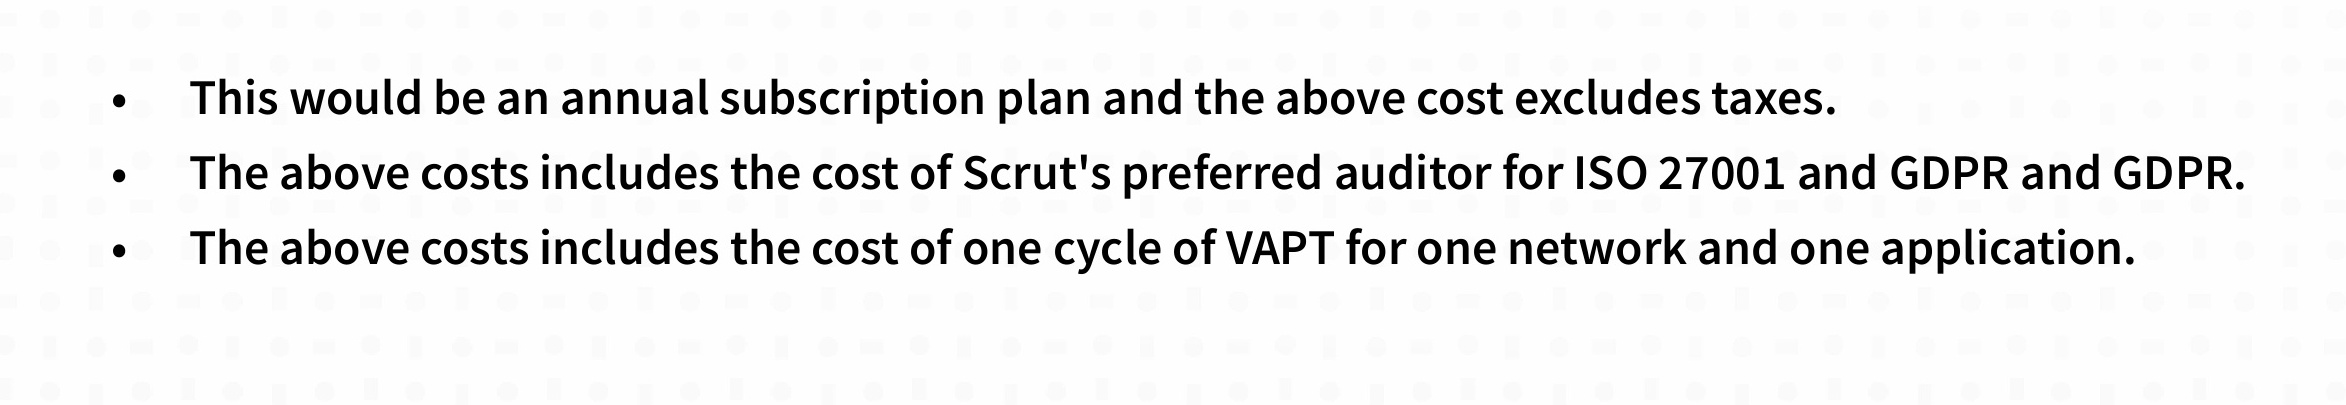 • This would be an annual subscription plan and the above cost excludes taxes.
• The above costs includes the cost of Scrut's preferred auditor for ISO 27001 and GDPR and GDPR.
• The above costs includes the cost of one cycle of VAPT for one network and one application.